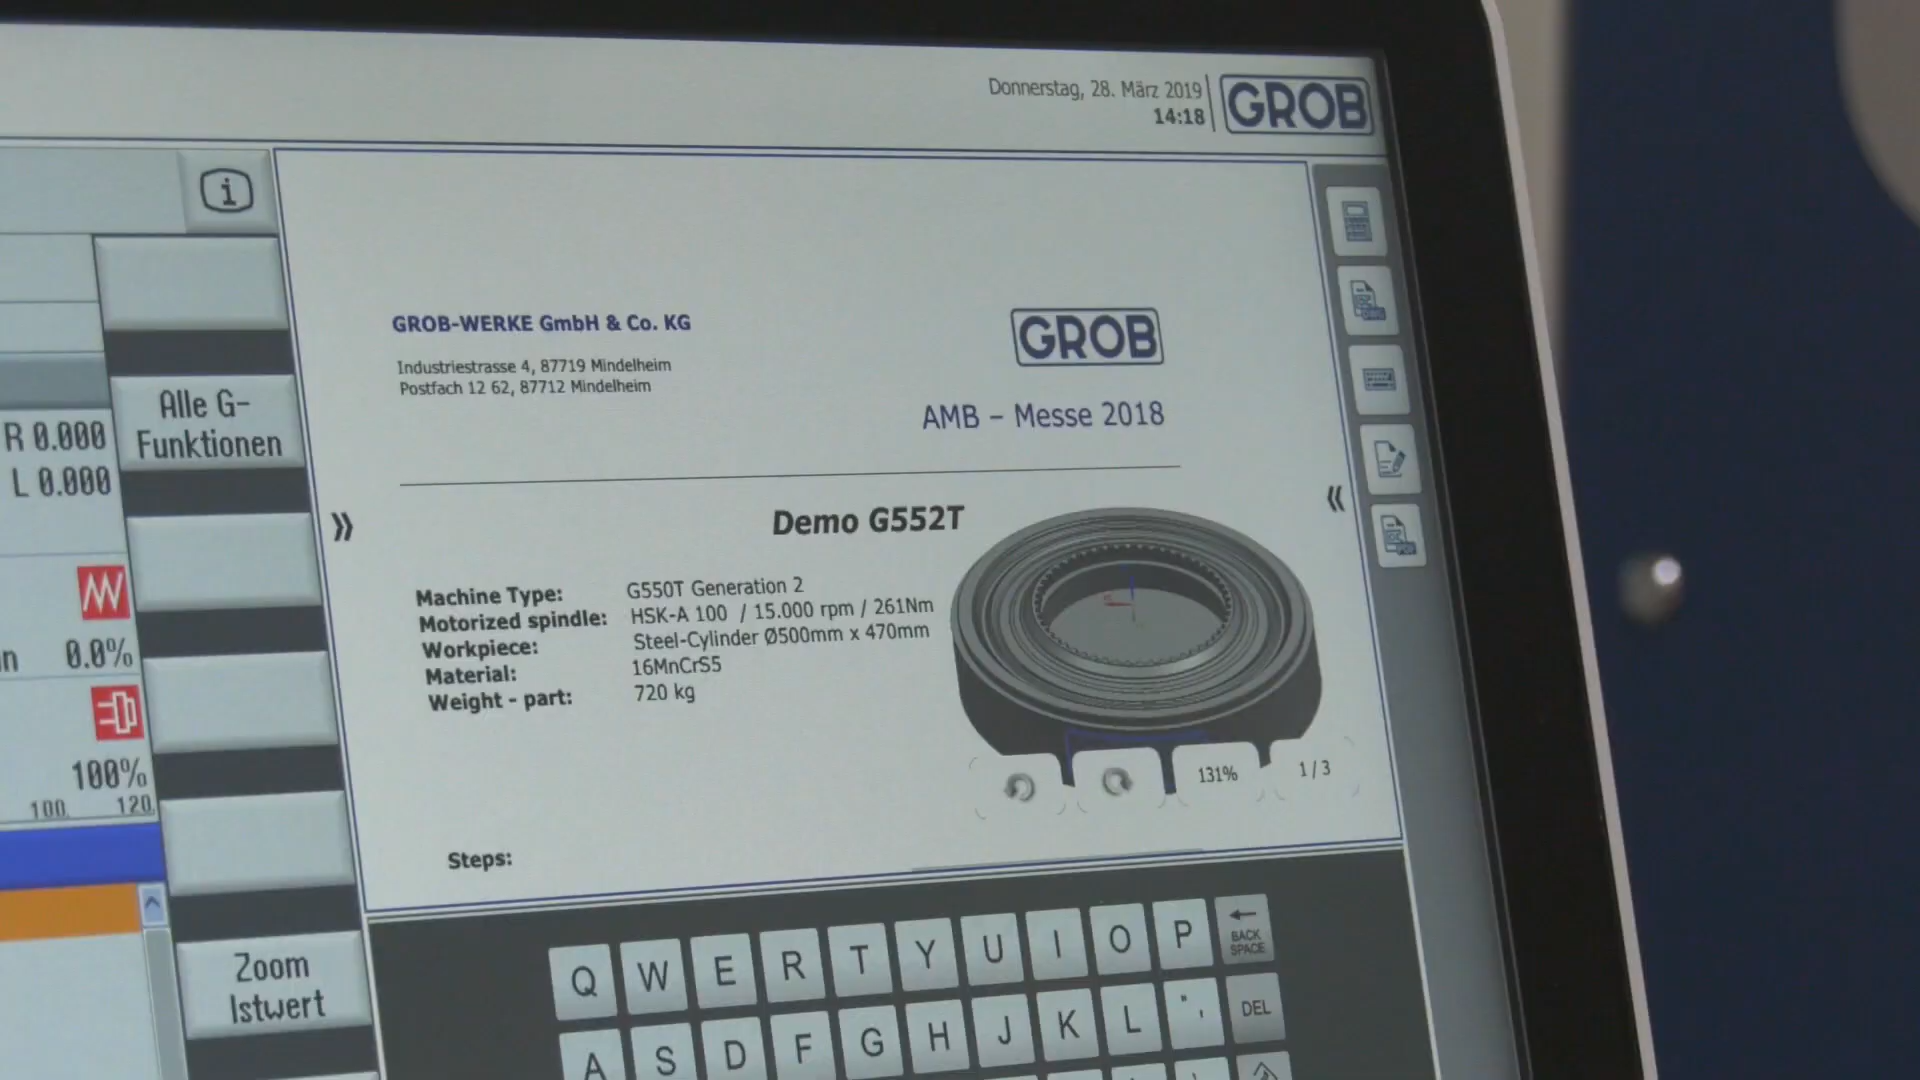 Donnerstag, 28. März 2019
14:18
GROB
i
Alle G-
Funktionen
R 0.000
L 0.000
0.0%
100%
100
120
Zoom
Istwert
GROB-WERKE GmbH & Co. KG
Industriestrasse 4, 87719 Mindelheim
Postfach 12 62, 87712 Mindelheim
GROB
AMB – Messe 2018
Demo G552T
Machine Type: G550T Generation 2
Motorized spindle: HSK-A 100 / 15.000 rpm / 261Nm
Workpiece: Steel-Cylinder Ø500mm x 470mm
Material: 16MnCrS5
Weight - part: 720 kg
131%
1 / 3
Steps:
Q W E R T Y U I O P BACK SPACE
A S D F G H J K L " ' DEL